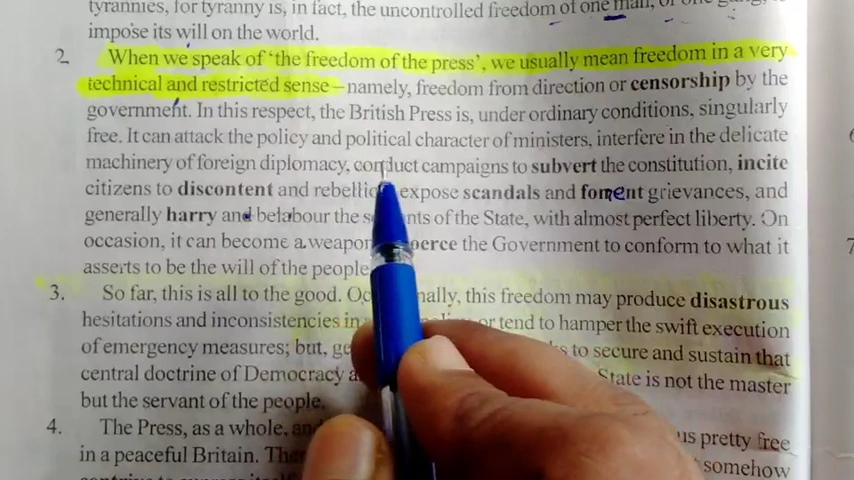 tyrannies, for tyranny is, in fact, the uncontrolled freedom of one man, or one gang, to
impose its will on the world.
2. When we speak of 'the freedom of the press', we usually mean freedom in a very
technical and restricted sense – namely, freedom from direction or censorship by the
government. In this respect, the British Press is, under ordinary conditions, singularly
free. It can attack the policy and political character of ministers, interfere in the delicate
machinery of foreign diplomacy, conduct campaigns to subvert the constitution, incite
citizens to discontent and rebellion expose scandals and foment grievances, and
generally harry and belabour the of the State, with almost perfect liberty. On
occasion, it can become a weapon the Government to conform to what it
asserts to be the will of the people
3. So far, this is all to the good. this freedom may produce disastrous
hesitations and inconsistencies in or tend to hamper the swift execution
of emergency measures; but, to secure and sustain that
central doctrine of Democracy State is not the master
but the servant of the people.
4. The Press, as a whole, pretty free
in a peaceful Britain. somehow